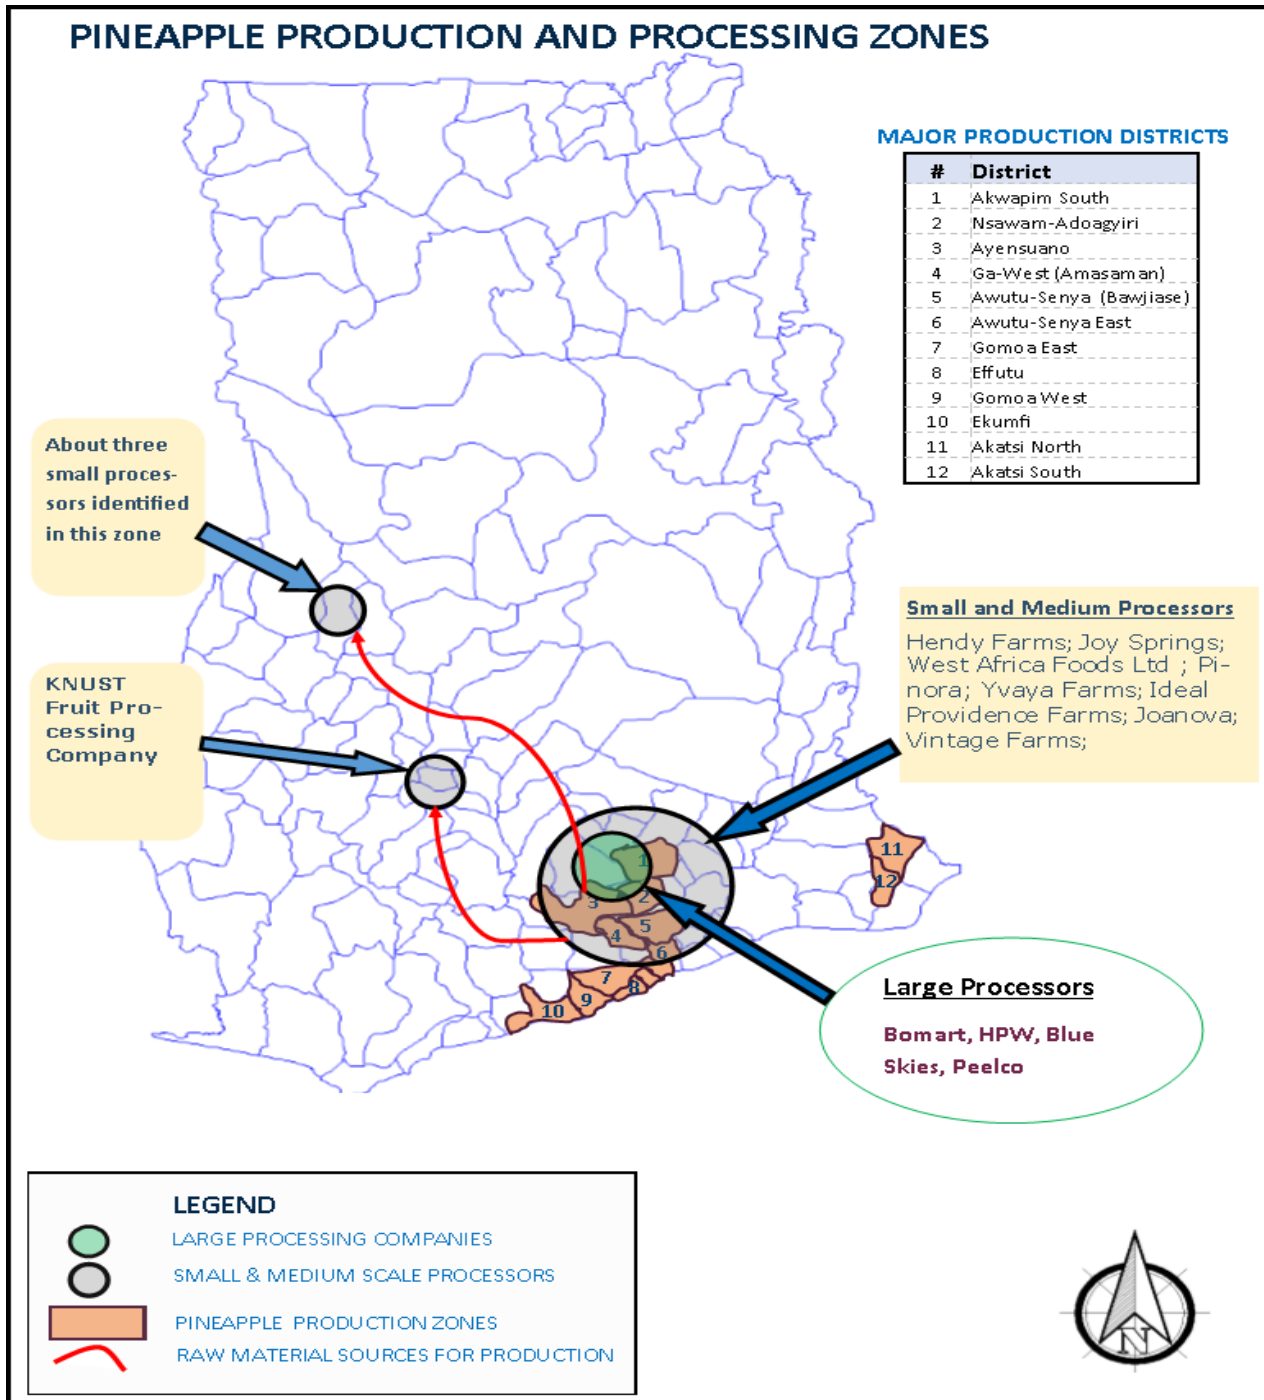 PINEAPPLE PRODUCTION AND PROCESSING ZONES
MAJOR PRODUCTION DISTRICTS
# District
1 Akwapim South
2 Nsawam-Adoagyiri
3 Ayensuano
4 Ga-West (Amasaman)
5 Awutu-Senya (Bawjiase)
6 Awutu-Senya East
7 Gomoa East
8 Effutu
9 Gomoa West
10 Ekumfi
11 Akatsi North
12 Akatsi South
About three
small proces-
sors identified
in this zone
KNUST
Fruit Pro-
cessing
Company
Small and Medium Processors
Hendy Farms; Joy Springs;
West Africa Foods Ltd ; Pi-
nora; Yvaya Farms; Ideal
Providence Farms; Joanova;
Vintage Farms;
1
2
3
4
5
6
7
8
9
10
11
12
Large Processors
Bomart, HPW, Blue
Skies, Peelco
LEGEND
LARGE PROCESSING COMPANIES
SMALL & MEDIUM SCALE PROCESSORS
PINEAPPLE PRODUCTION ZONES
RAW MATERIAL SOURCES FOR PRODUCTION
N